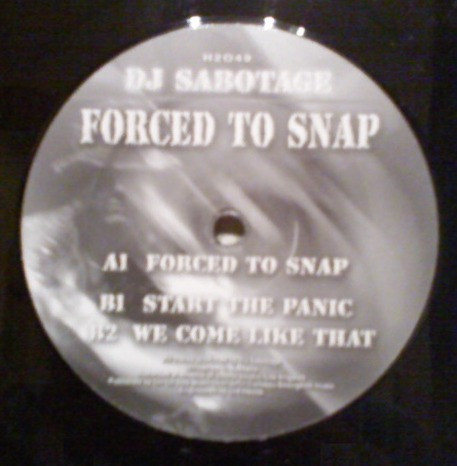 H2O49
DJ SABOTAGE
FORCED TO SNAP
A1 FORCED TO SNAP
B1 START THE PANIC
B2 WE COME LIKE THAT